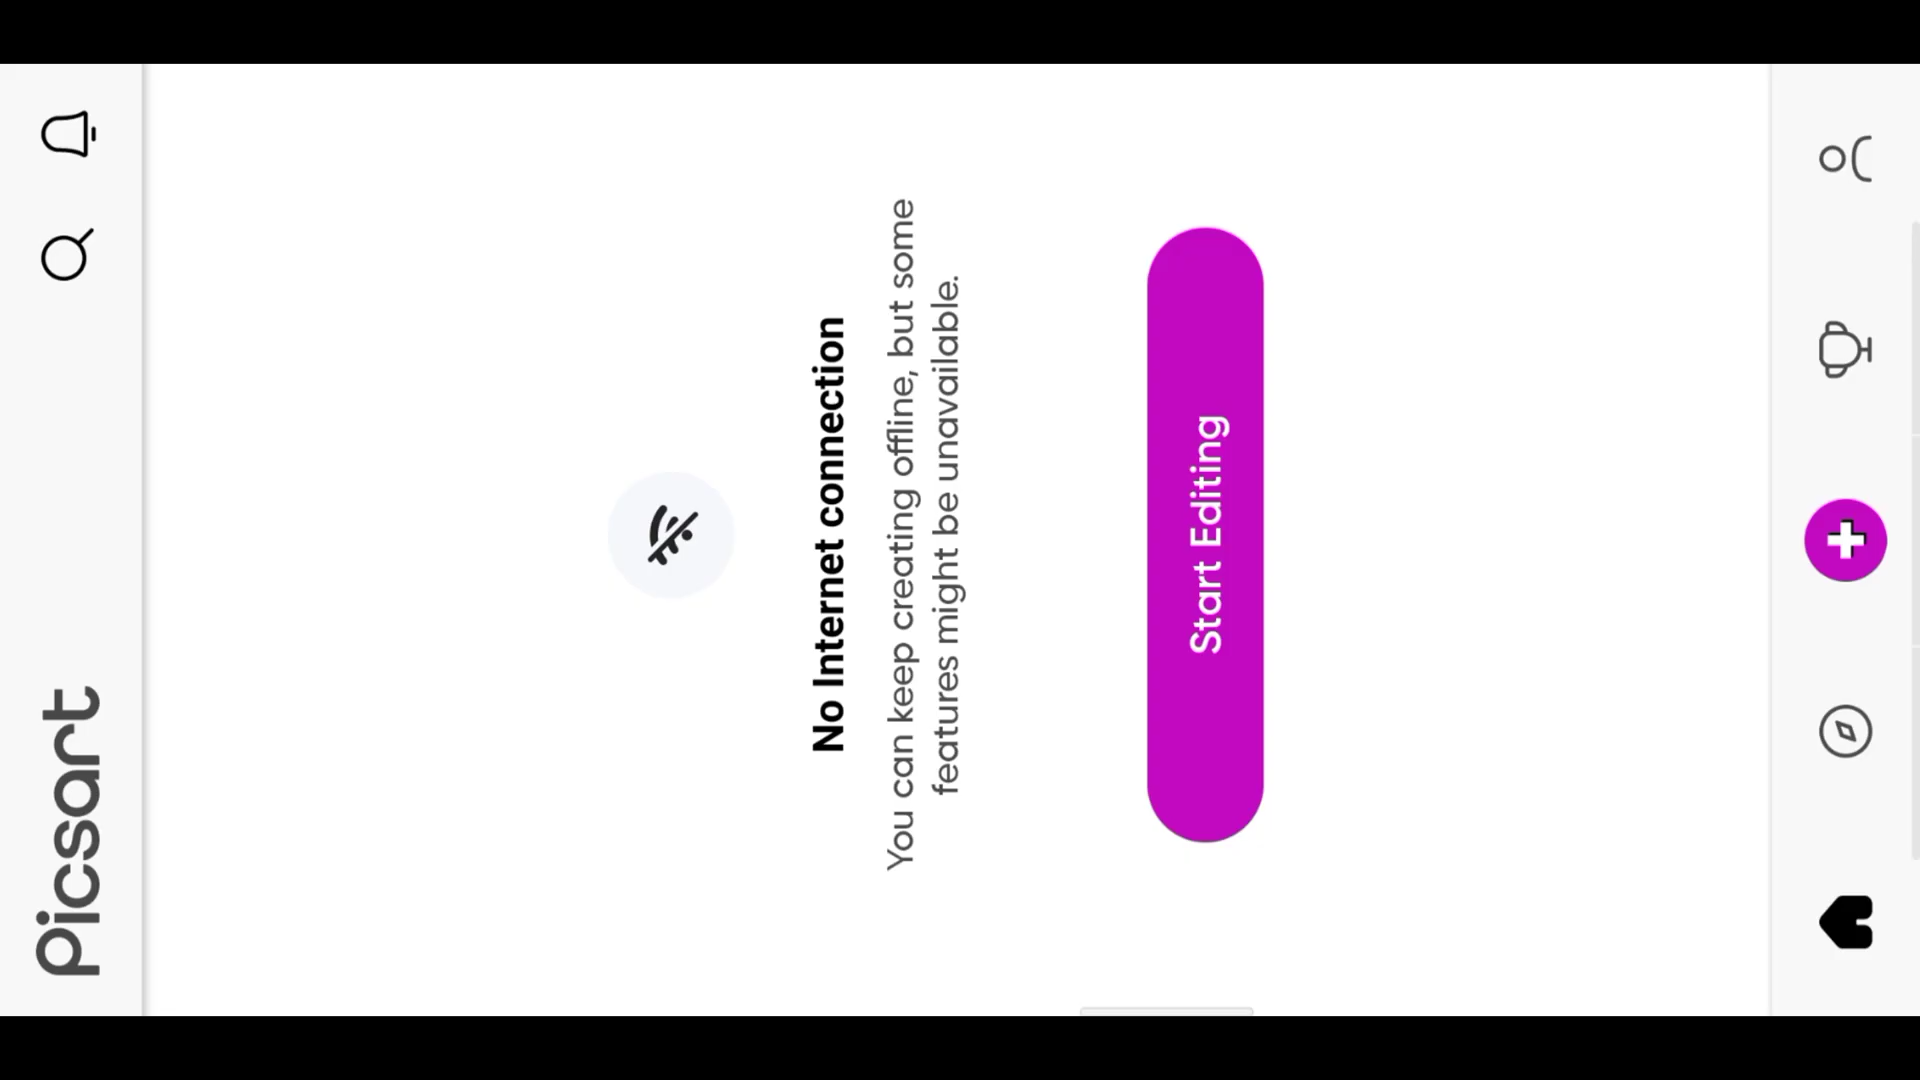 Picsart
No Internet connection
You can keep creating offline, but some
features might be unavailable.
Start Editing